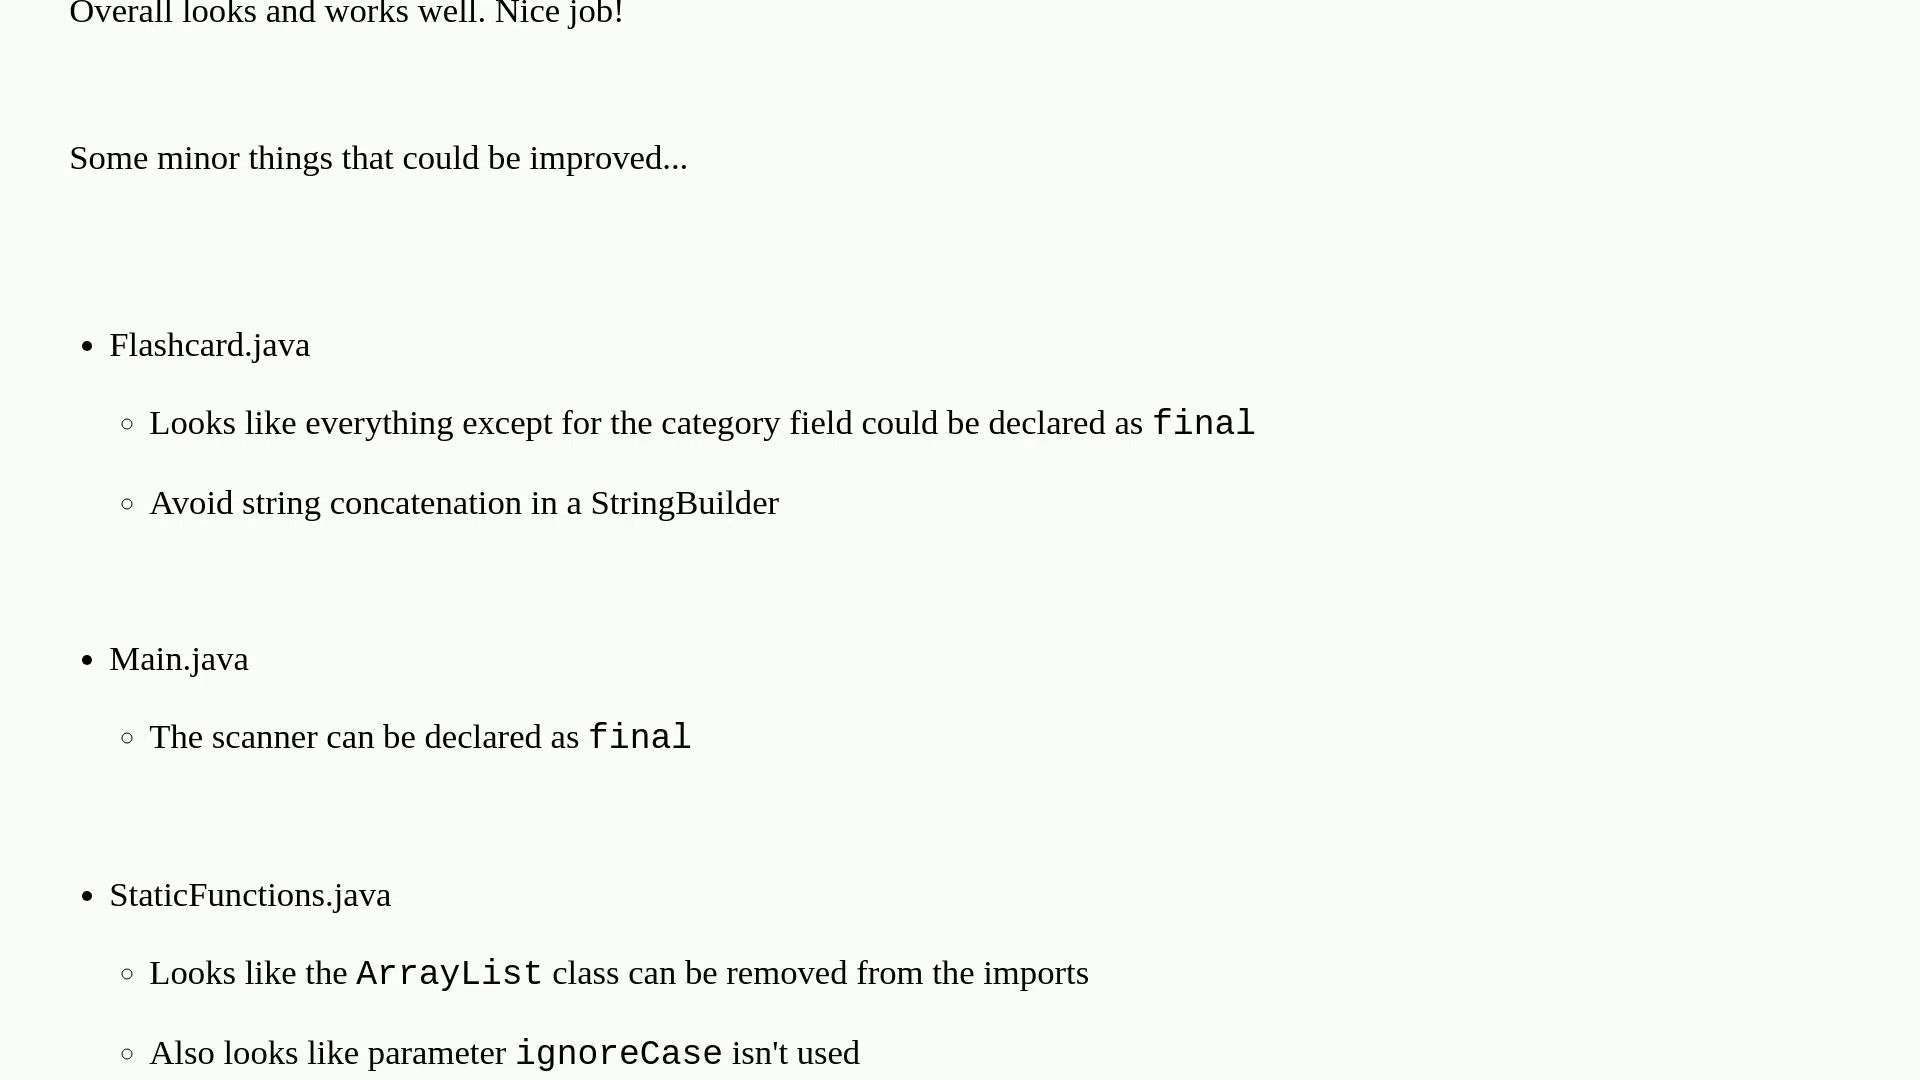 Overall looks and works well. Nice job!
Some minor things that could be improved...
• Flashcard.java
◦ Looks like everything except for the category field could be declared as final
◦ Avoid string concatenation in a StringBuilder
• Main.java
◦ The scanner can be declared as final
• StaticFunctions.java
◦ Looks like the ArrayList class can be removed from the imports
◦ Also looks like parameter ignoreCase isn't used